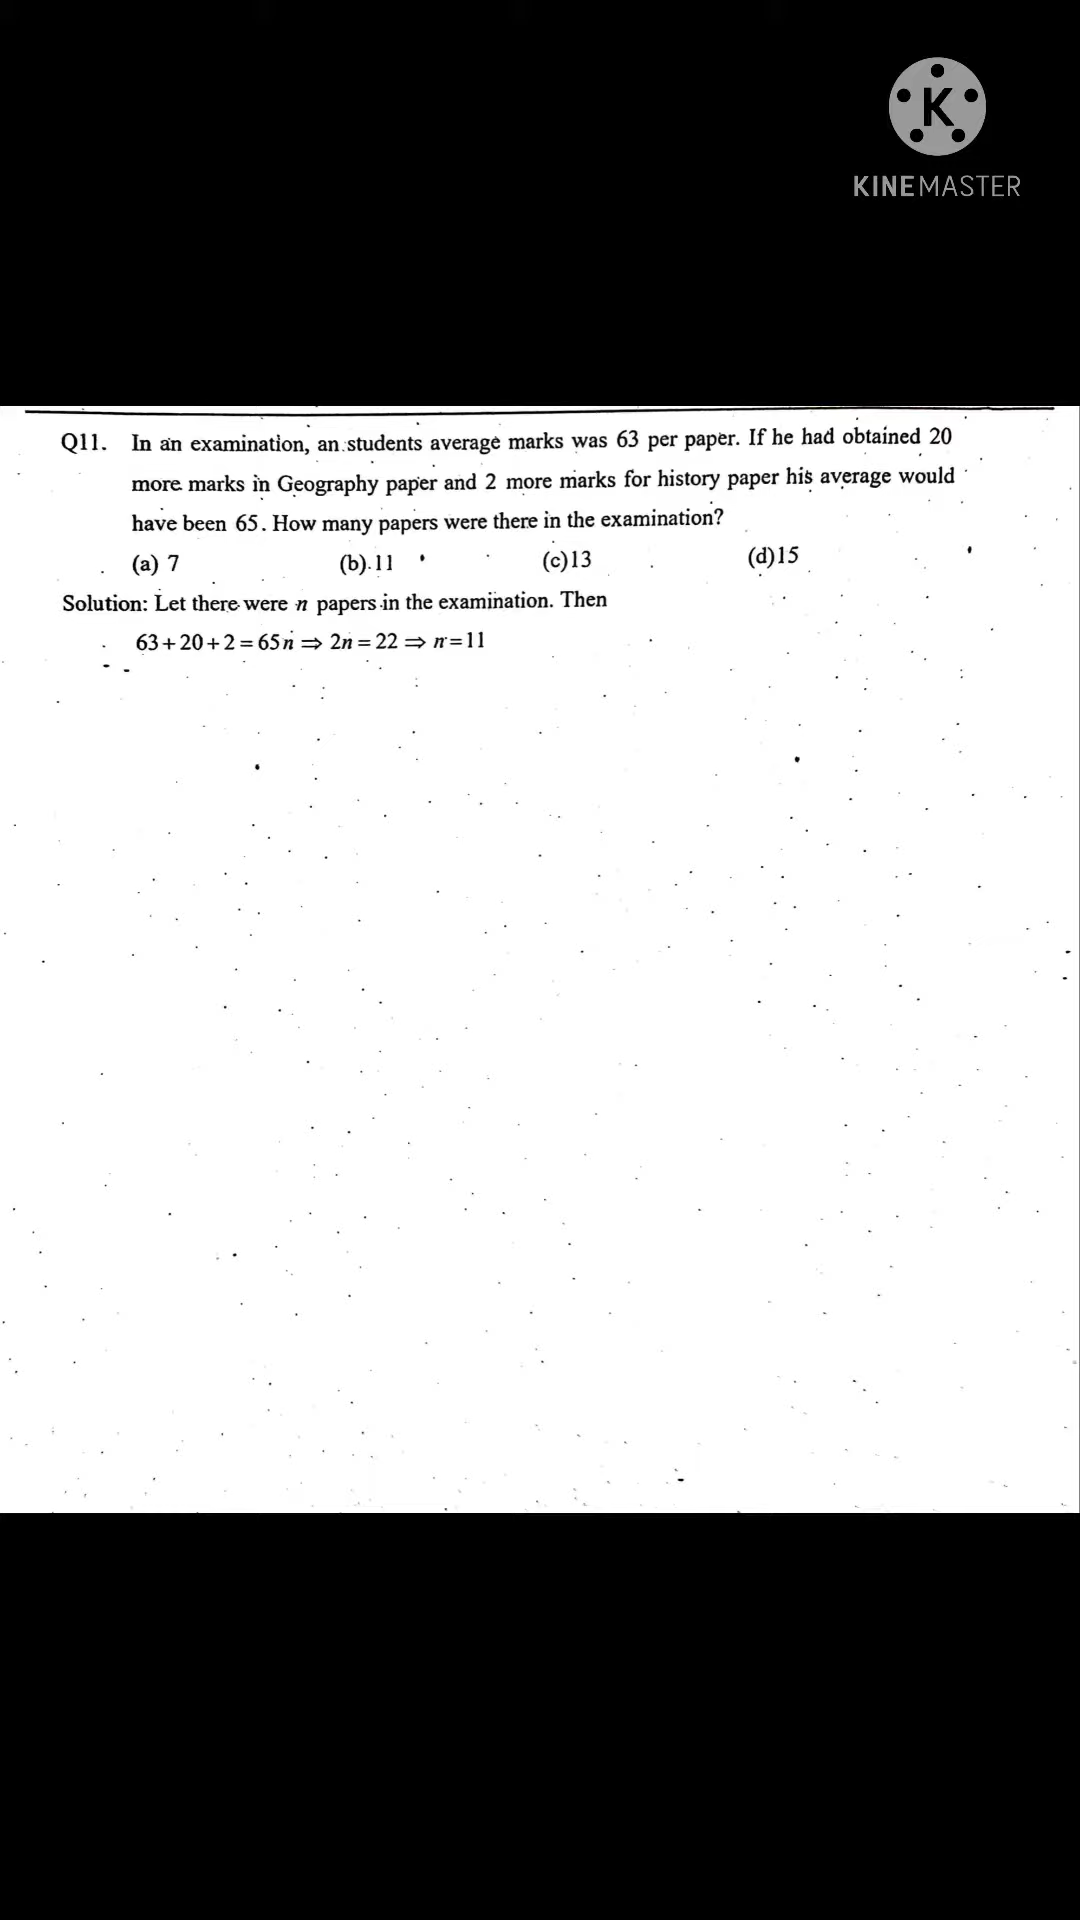 K
KINEMASTER
Q11. In an examination, an students average marks was 63 per paper. If he had obtained 20
more marks in Geography paper and 2 more marks for history paper his average would
have been 65. How many papers were there in the examination?
(a) 7 (b) 11 (c) 13 (d) 15
Solution: Let there were n papers in the examination. Then
63+20+2=65n ⇒ 2n=22 ⇒ n=11